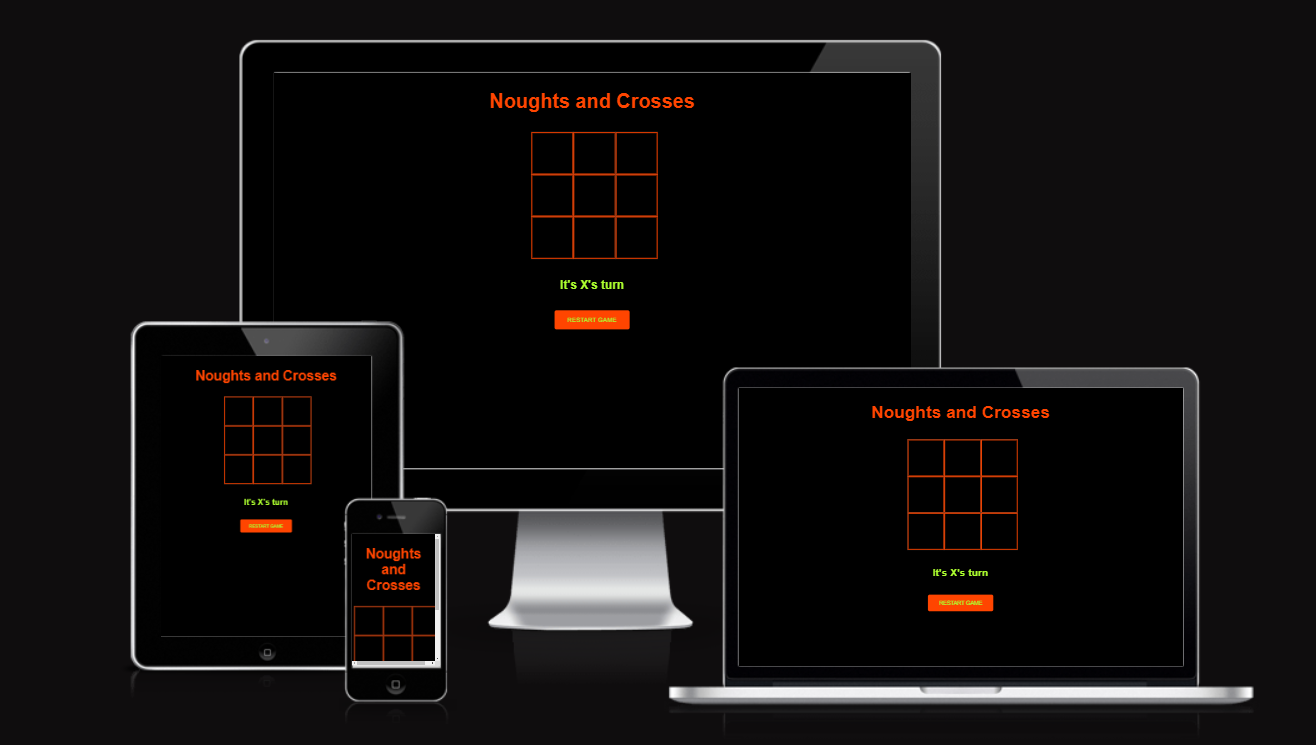 Noughts and Crosses
It's X's turn
RESTART GAME
Noughts and Crosses
It's X's turn
RESTART GAME
Noughts
and
Crosses
Noughts and Crosses
It's X's turn
RESTART GAME